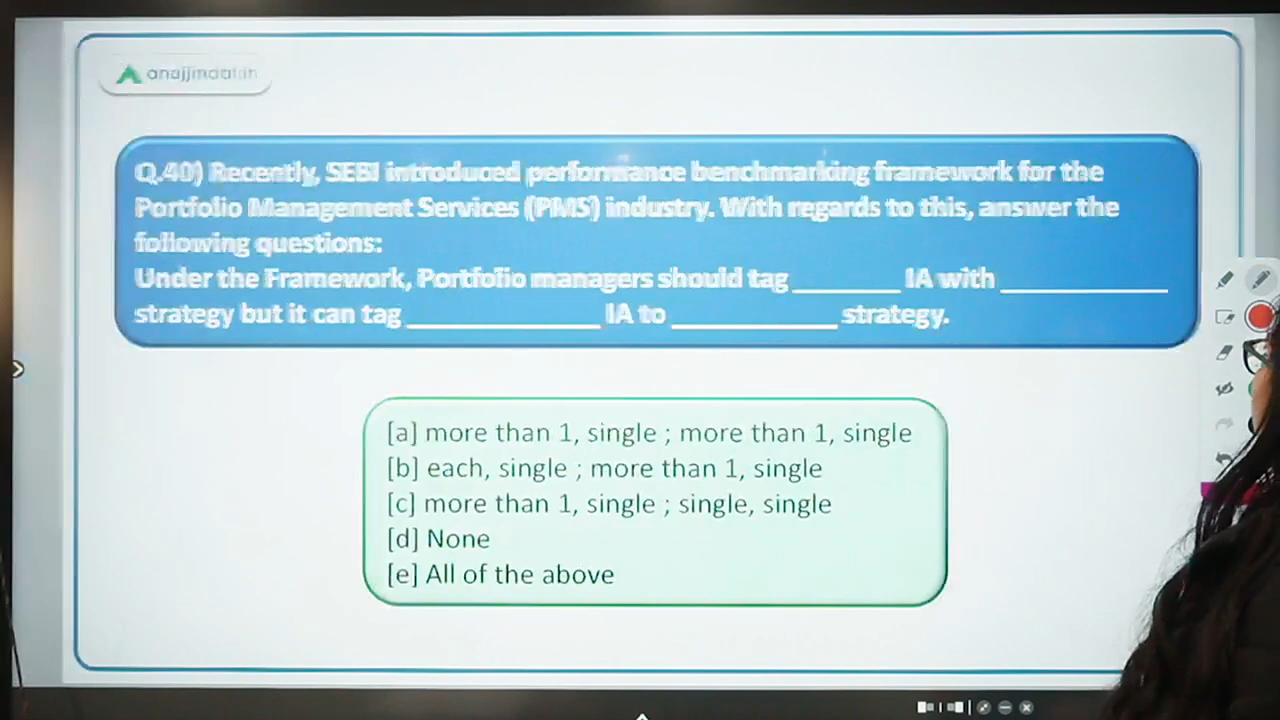 anujjindal.in
Q.40) Recently, SEBI introduced performance benchmarking framework for the
Portfolio Management Services (PMS) industry. With regards to this, answer the
following questions:
Under the Framework, Portfolio managers should tag ________ IA with ____________
strategy but it can tag ______________ IA to ____________ strategy.
[a] more than 1, single ; more than 1, single
[b] each, single ; more than 1, single
[c] more than 1, single ; single, single
[d] None
[e] All of the above